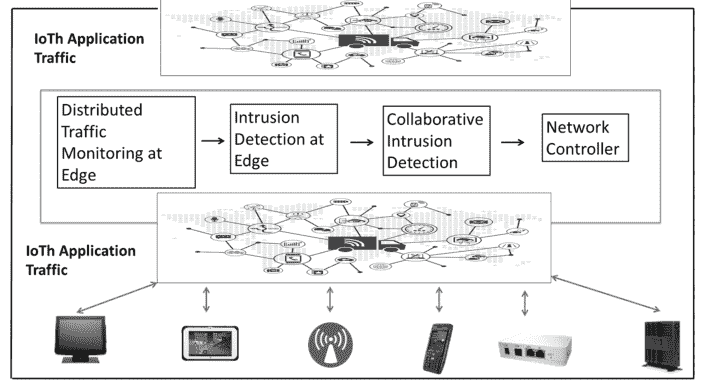 IoTh Application
Traffic
Distributed
Traffic
Monitoring at
Edge
Intrusion
Detection at
Edge
Collaborative
Intrusion
Detection
Network
Controller
IoTh Application
Traffic